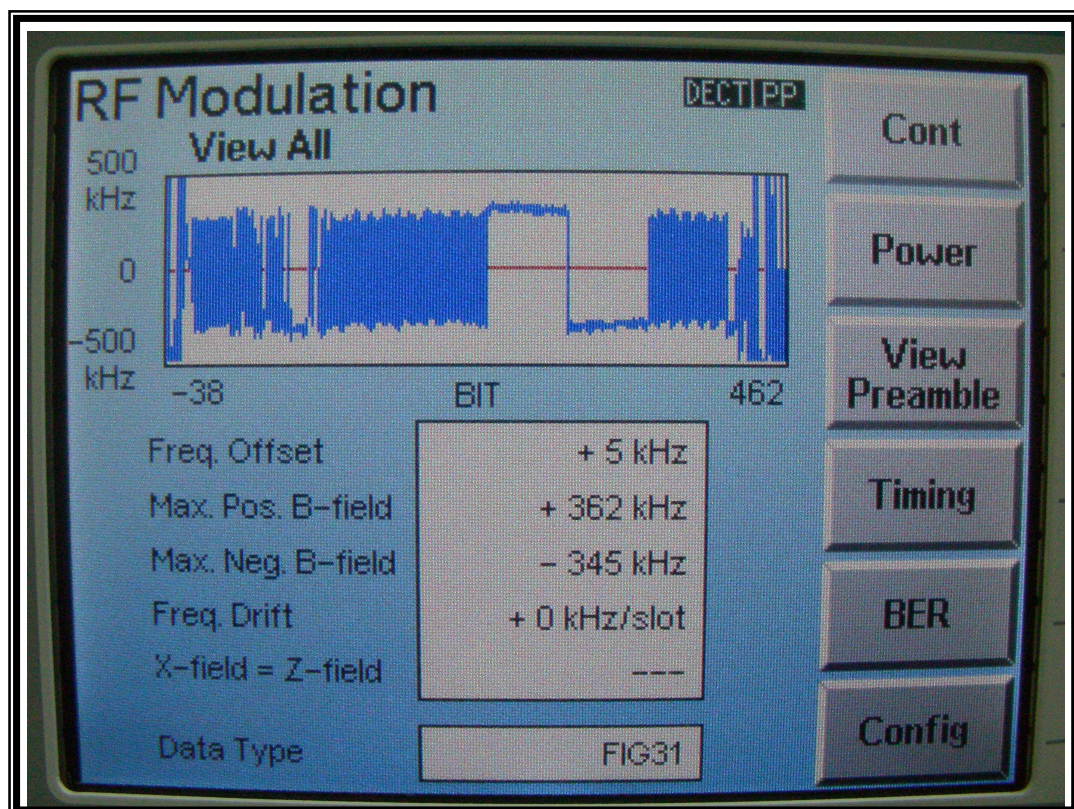 RF Modulation
DECT PP
View All
500
kHz
0
-500
kHz
-38
BIT
462
Freq. Offset
+ 5 kHz
Max. Pos. B-field
+ 362 kHz
Max. Neg. B-field
- 345 kHz
Freq. Drift
+ 0 kHz/slot
X-field = Z-field
---
Data Type
FIG31
Cont
Power
View
Preamble
Timing
BER
Config